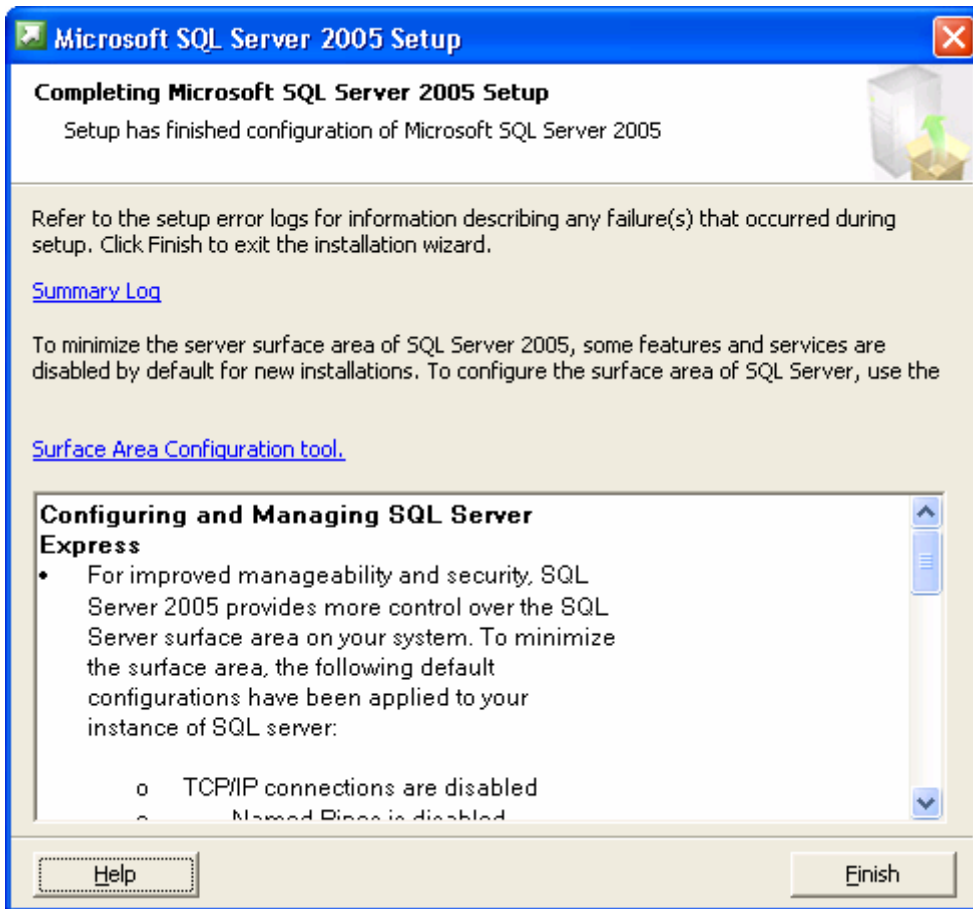 Microsoft SQL Server 2005 Setup
Completing Microsoft SQL Server 2005 Setup
Setup has finished configuration of Microsoft SQL Server 2005
Refer to the setup error logs for information describing any failure(s) that occurred during
setup. Click Finish to exit the installation wizard.
Summary Log
To minimize the server surface area of SQL Server 2005, some features and services are
disabled by default for new installations. To configure the surface area of SQL Server, use the
Surface Area Configuration tool.
Configuring and Managing SQL Server
Express
• For improved manageability and security, SQL
Server 2005 provides more control over the SQL
Server surface area on your system. To minimize
the surface area, the following default
configurations have been applied to your
instance of SQL server:
o TCP/IP connections are disabled
o Named Pipes is disabled
Help
Finish